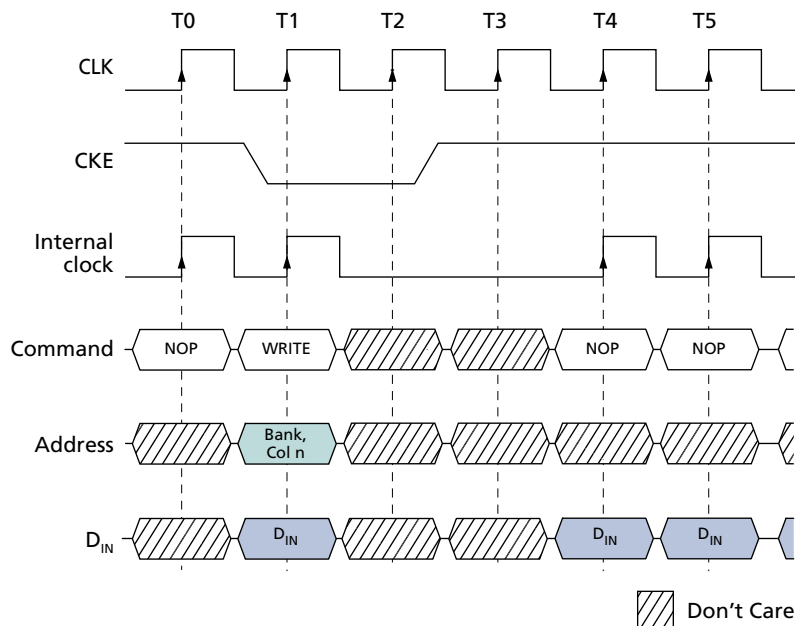 T0 T1 T2 T3 T4 T5
CLK
CKE
Internal
clock
Command NOP WRITE NOP NOP
Address Bank,
Col n
DIN DIN DIN DIN
Don't Care